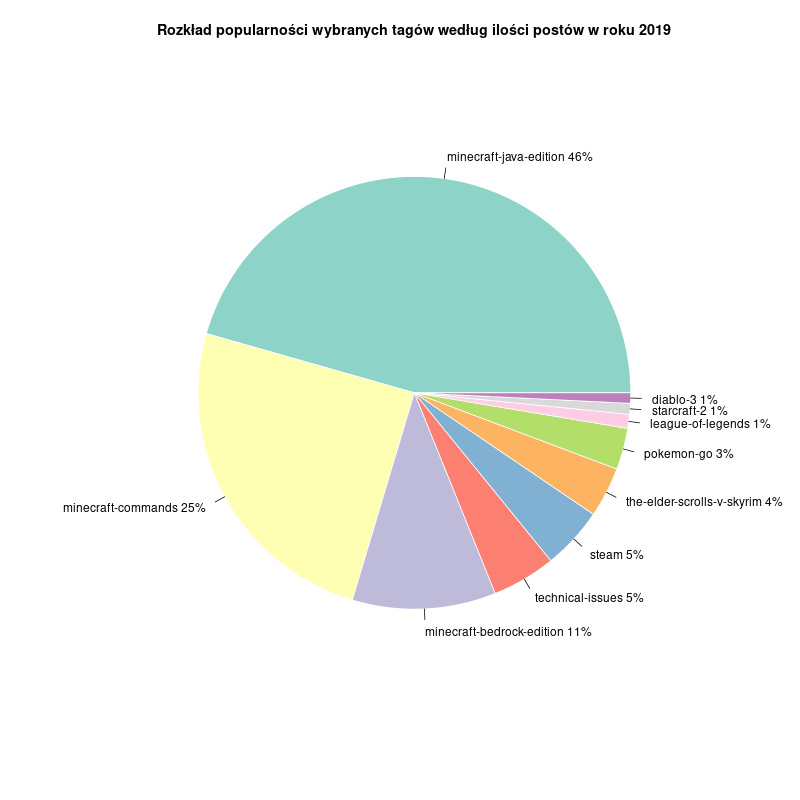 Rozkład popularności wybranych tagów według ilości postów w roku 2019
minecraft-java-edition 46%
diablo-3 1%
starcraft-2 1%
league-of-legends 1%
pokemon-go 3%
the-elder-scrolls-v-skyrim 4%
minecraft-commands 25%
steam 5%
technical-issues 5%
minecraft-bedrock-edition 11%